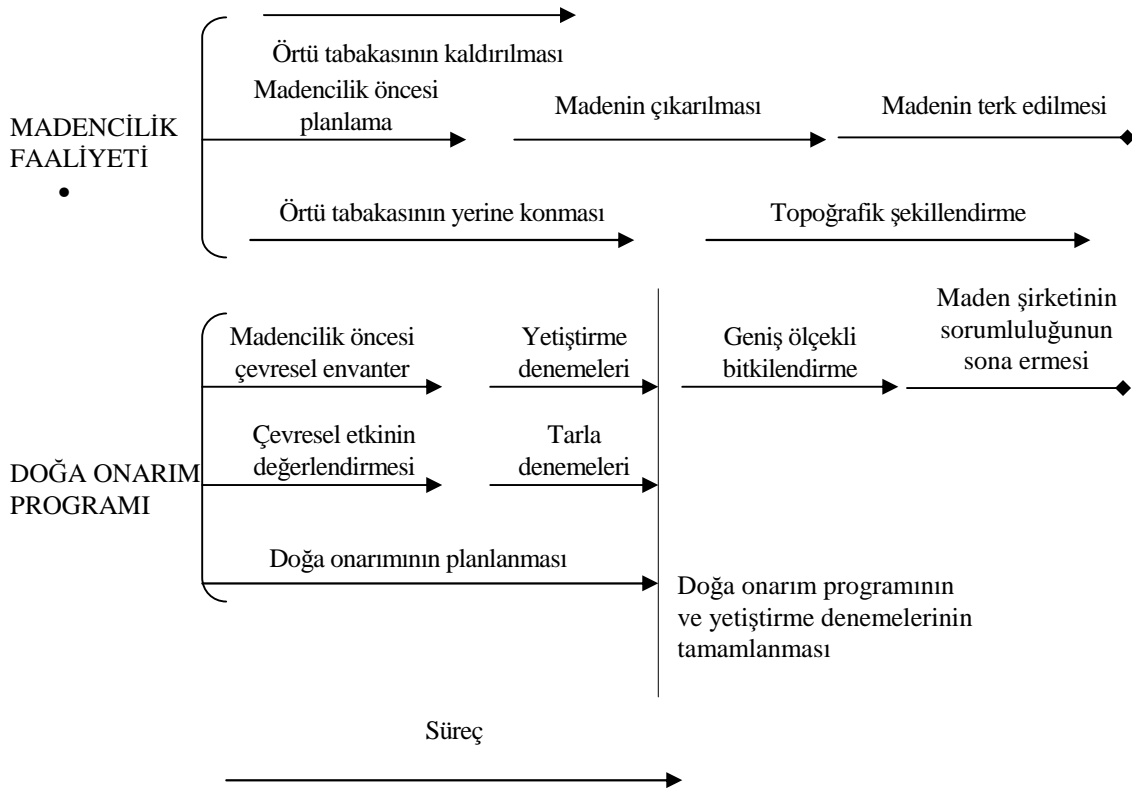 Örtü tabakasının kaldırılması
Madencilik öncesi
planlama
Madenin çıkarılması
Madenin terk edilmesi
MADENCİLİK
FAALİYETİ
•
Örtü tabakasının yerine konması
Topoğrafik şekillendirme
Madencilik öncesi
çevresel envanter
Yetiştirme
denemeleri
Geniş ölçekli
bitkilendirme
Maden şirketinin
sorumluluğunun
sona ermesi
Çevresel etkinin
değerlendirmesi
Tarla
denemeleri
DOĞA ONARIM
PROGRAMI
Doğa onarımının planlanması
Doğa onarım programının
ve yetiştirme denemelerinin
tamamlanması
Süreç